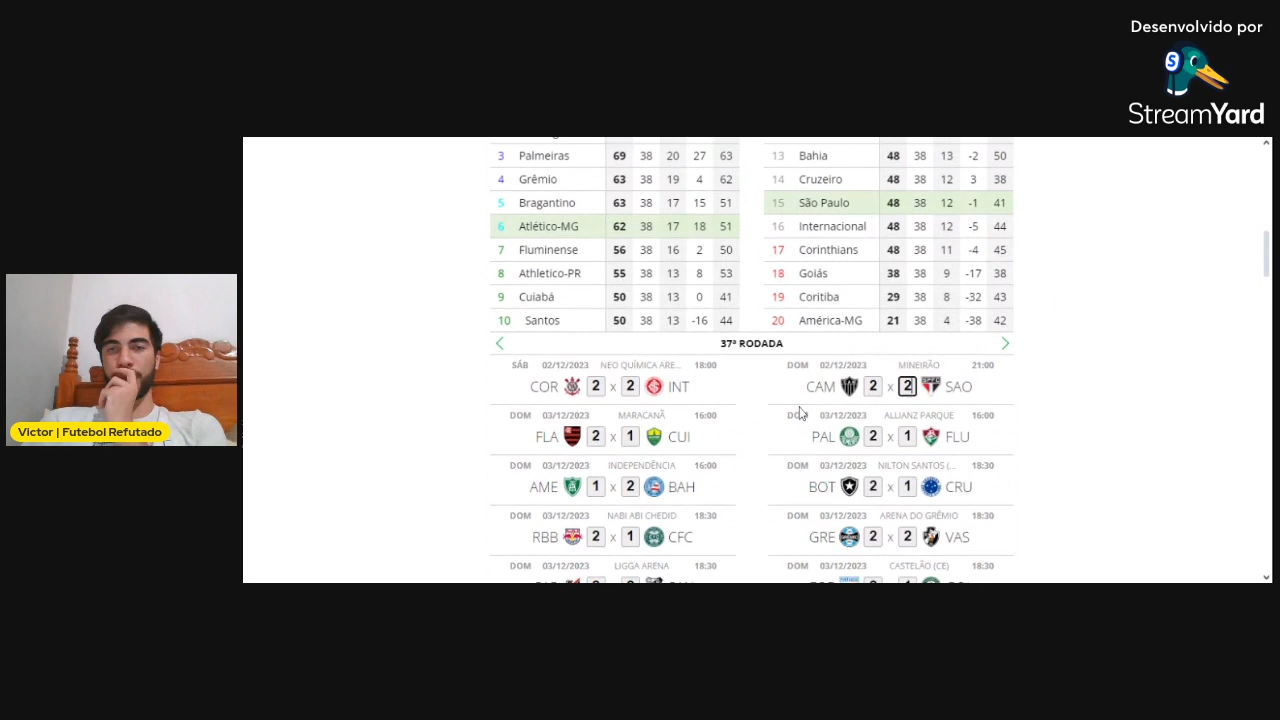 Desenvolvido por
StreamYard
3 Palmeiras 69 38 20 27 63
4 Grêmio 63 38 19 4 62
5 Bragantino 63 38 17 15 51
6 Atlético-MG 62 38 17 18 51
7 Fluminense 56 38 16 2 50
8 Athletico-PR 55 38 13 8 53
9 Cuiabá 50 38 13 0 41
10 Santos 50 38 13 -16 44
13 Bahia 48 38 13 -2 50
14 Cruzeiro 48 38 12 3 38
15 São Paulo 48 38 12 -1 41
16 Internacional 48 38 12 -5 44
17 Corinthians 48 38 11 -4 45
18 Goiás 38 38 9 -17 38
19 Coritiba 29 38 8 -32 43
20 América-MG 21 38 4 -38 42
37ª RODADA
SÁB 02/12/2023 NEO QUÍMICA ARE... 18:00
COR 2 x 2 INT
DOM 02/12/2023 MINEIRÃO 21:00
CAM 2 x 2 SAO
DOM 03/12/2023 MARACANÃ 16:00
FLA 2 x 1 CUI
DOM 03/12/2023 ALLIANZ PARQUE 16:00
PAL 2 x 1 FLU
DOM 03/12/2023 INDEPENDÊNCIA 16:00
AME 1 x 2 BAH
DOM 03/12/2023 NILTON SANTOS (... 18:30
BOT 2 x 1 CRU
DOM 03/12/2023 NABI ABI CHEDID 18:30
RBB 2 x 1 CFC
DOM 03/12/2023 ARENA DO GRÊMIO 18:30
GRE 2 x 2 VAS
DOM 03/12/2023 LIGGA ARENA 18:30
DOM 03/12/2023 CASTELÃO (CE) 18:30
Victor | Futebol Refutado